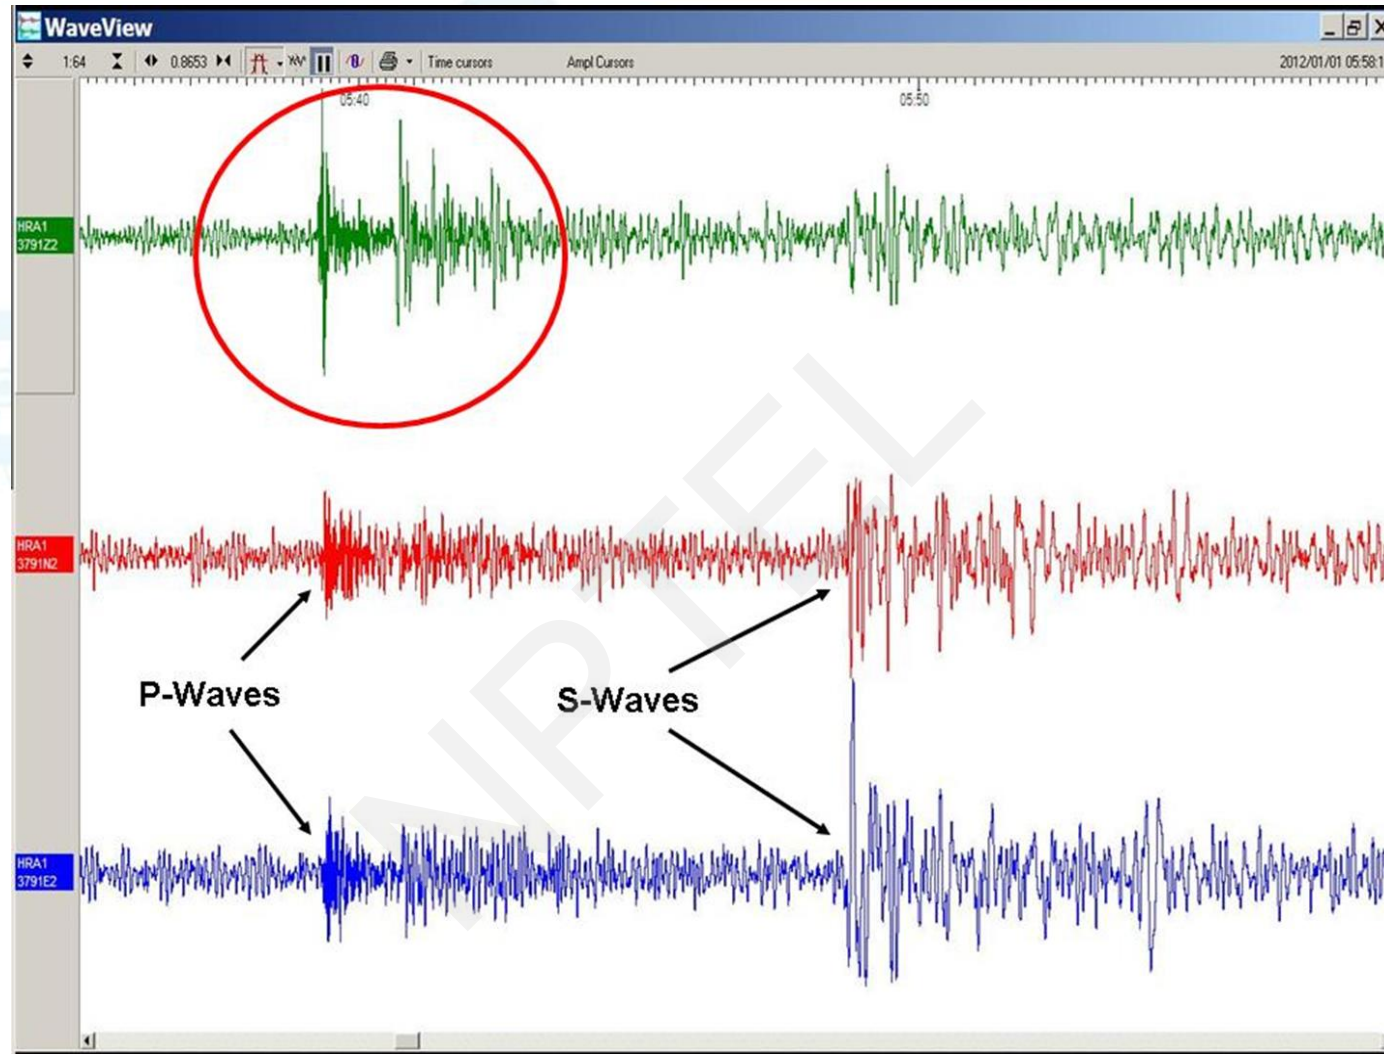 WaveView
1:64 0.8653 Time cursors Ampl Cursors 2012/01/01 05:58:1
05:40 05:50
HRA1
3791Z2
HRA1
3791N2
P-Waves S-Waves
HRA1
3791E2
NPTEL